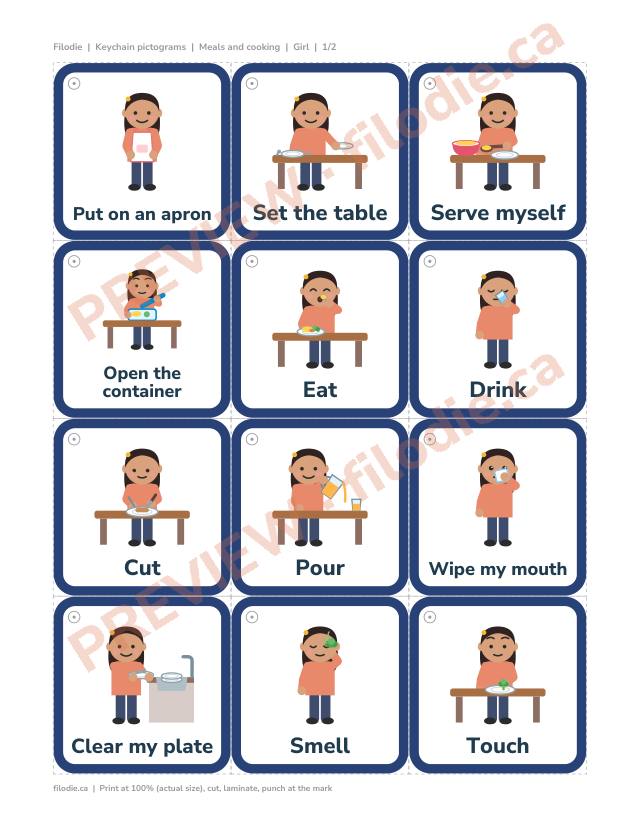 Filodie | Keychain pictograms | Meals and cooking | Girl | 1/2
Put on an apron
Set the table
Serve myself
Open the
container
Eat
Drink
Cut
Pour
Wipe my mouth
Clear my plate
Smell
Touch
PREVIEW · filodie.ca
PREVIEW · filodie.ca
filodie.ca | Print at 100% (actual size), cut, laminate, punch at the mark